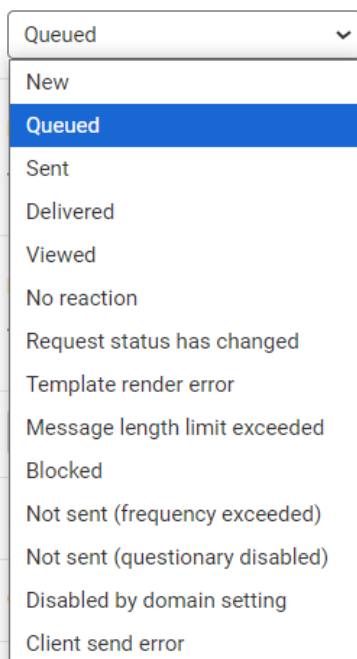 Queued
New
Queued
Sent
Delivered
Viewed
No reaction
Request status has changed
Template render error
Message length limit exceeded
Blocked
Not sent (frequency exceeded)
Not sent (questionary disabled)
Disabled by domain setting
Client send error